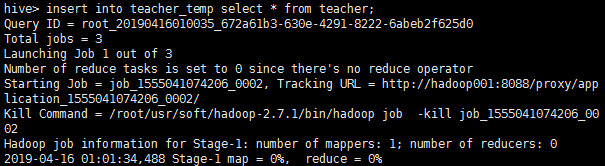 hive> insert into teacher_temp select * from teacher;
Query ID = root_20190416010035_672a61b3-630e-4291-8222-6abeb2f625d0
Total jobs = 3
Launching Job 1 out of 3
Number of reduce tasks is set to 0 since there's no reduce operator
Starting Job = job_1555041074206_0002, Tracking URL = http://hadoop001:8088/proxy/app
lication_1555041074206_0002/
Kill Command = /root/usr/soft/hadoop-2.7.1/bin/hadoop job  -kill job_1555041074206_00
02
Hadoop job information for Stage-1: number of mappers: 1; number of reducers: 0
2019-04-16 01:01:34,488 Stage-1 map = 0%,  reduce = 0%